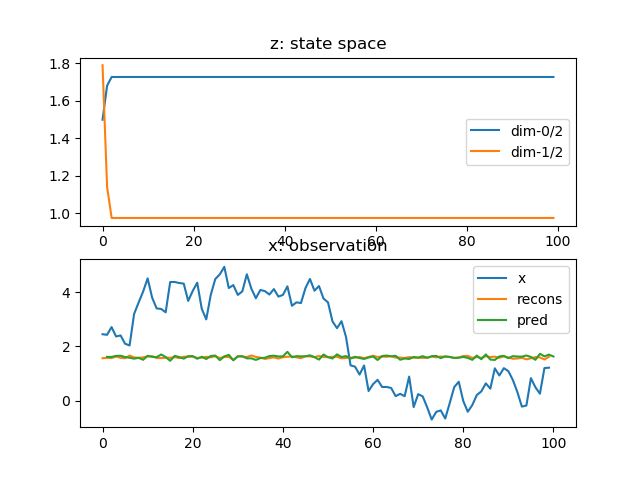 z: state space
1.8
1.6
1.4
1.2
1.0
dim-0/2
dim-1/2
0 20 40 60 80 100
x: observation
4
2
0
x
recons
pred
0 20 40 60 80 100